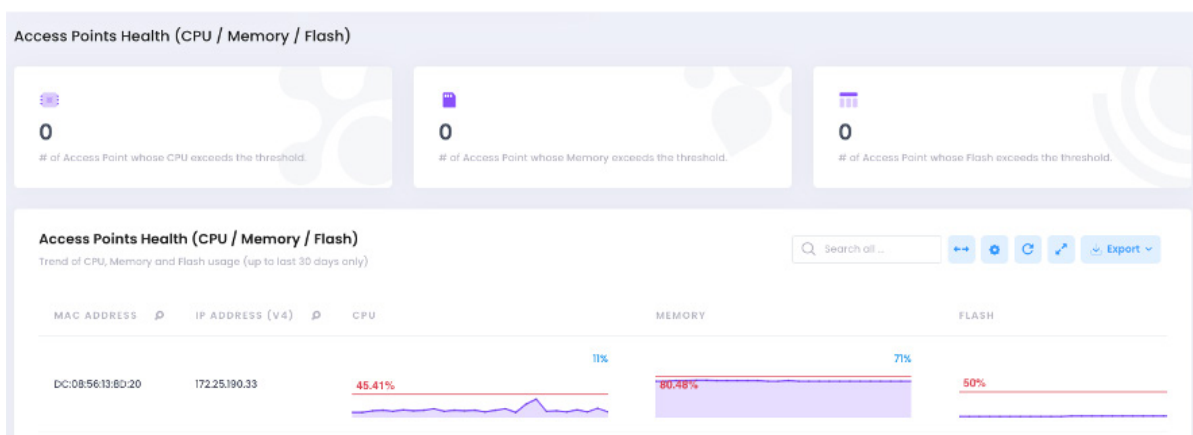 Access Points Health (CPU / Memory / Flash)
0
# of Access Point whose CPU exceeds the threshold.
0
# of Access Point whose Memory exceeds the threshold.
0
# of Access Point whose Flash exceeds the threshold.
Access Points Health (CPU / Memory / Flash)
Trend of CPU, Memory and Flash usage (up to last 30 days only)
Search all ...
Export
MAC ADDRESS IP ADDRESS (V4) CPU MEMORY FLASH
11% 71%
DC:08:56:13:8D:20 172.25.190.33 45.41% 80.48% 50%